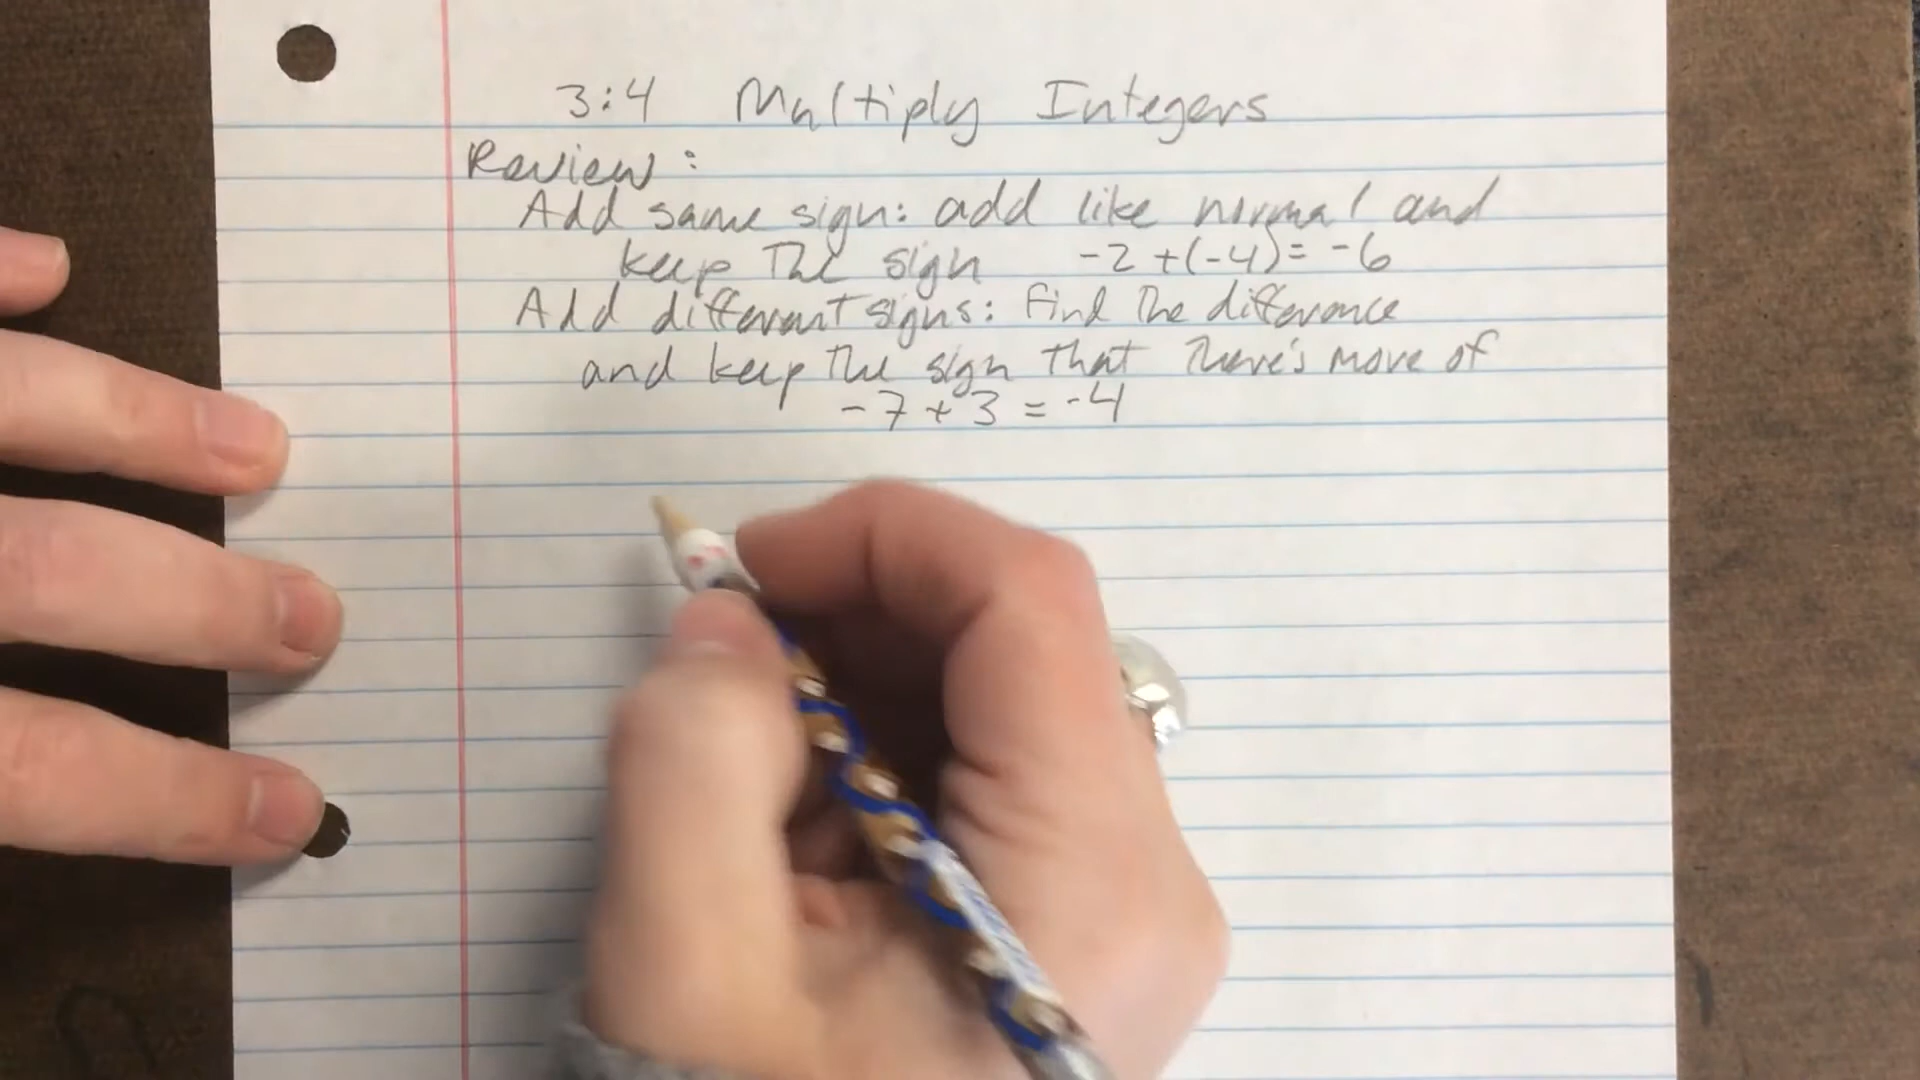 3:4 Multiply Integers
Review:
Add same sign: add like normal and
keep the sign -2 +(-4)= -6
Add different signs: find the difference
and keep the sign that there's more of
-7 + 3 = -4